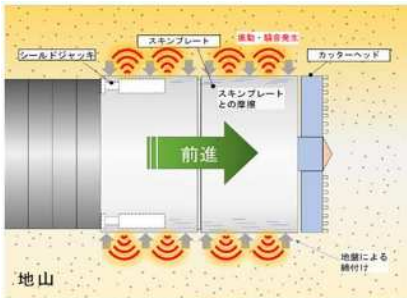 スキンプレート
振動・騒音発生
シールドジャッキ
カッターヘッド
スキンプレート
との摩擦
前進
地盤による
締付け
地山